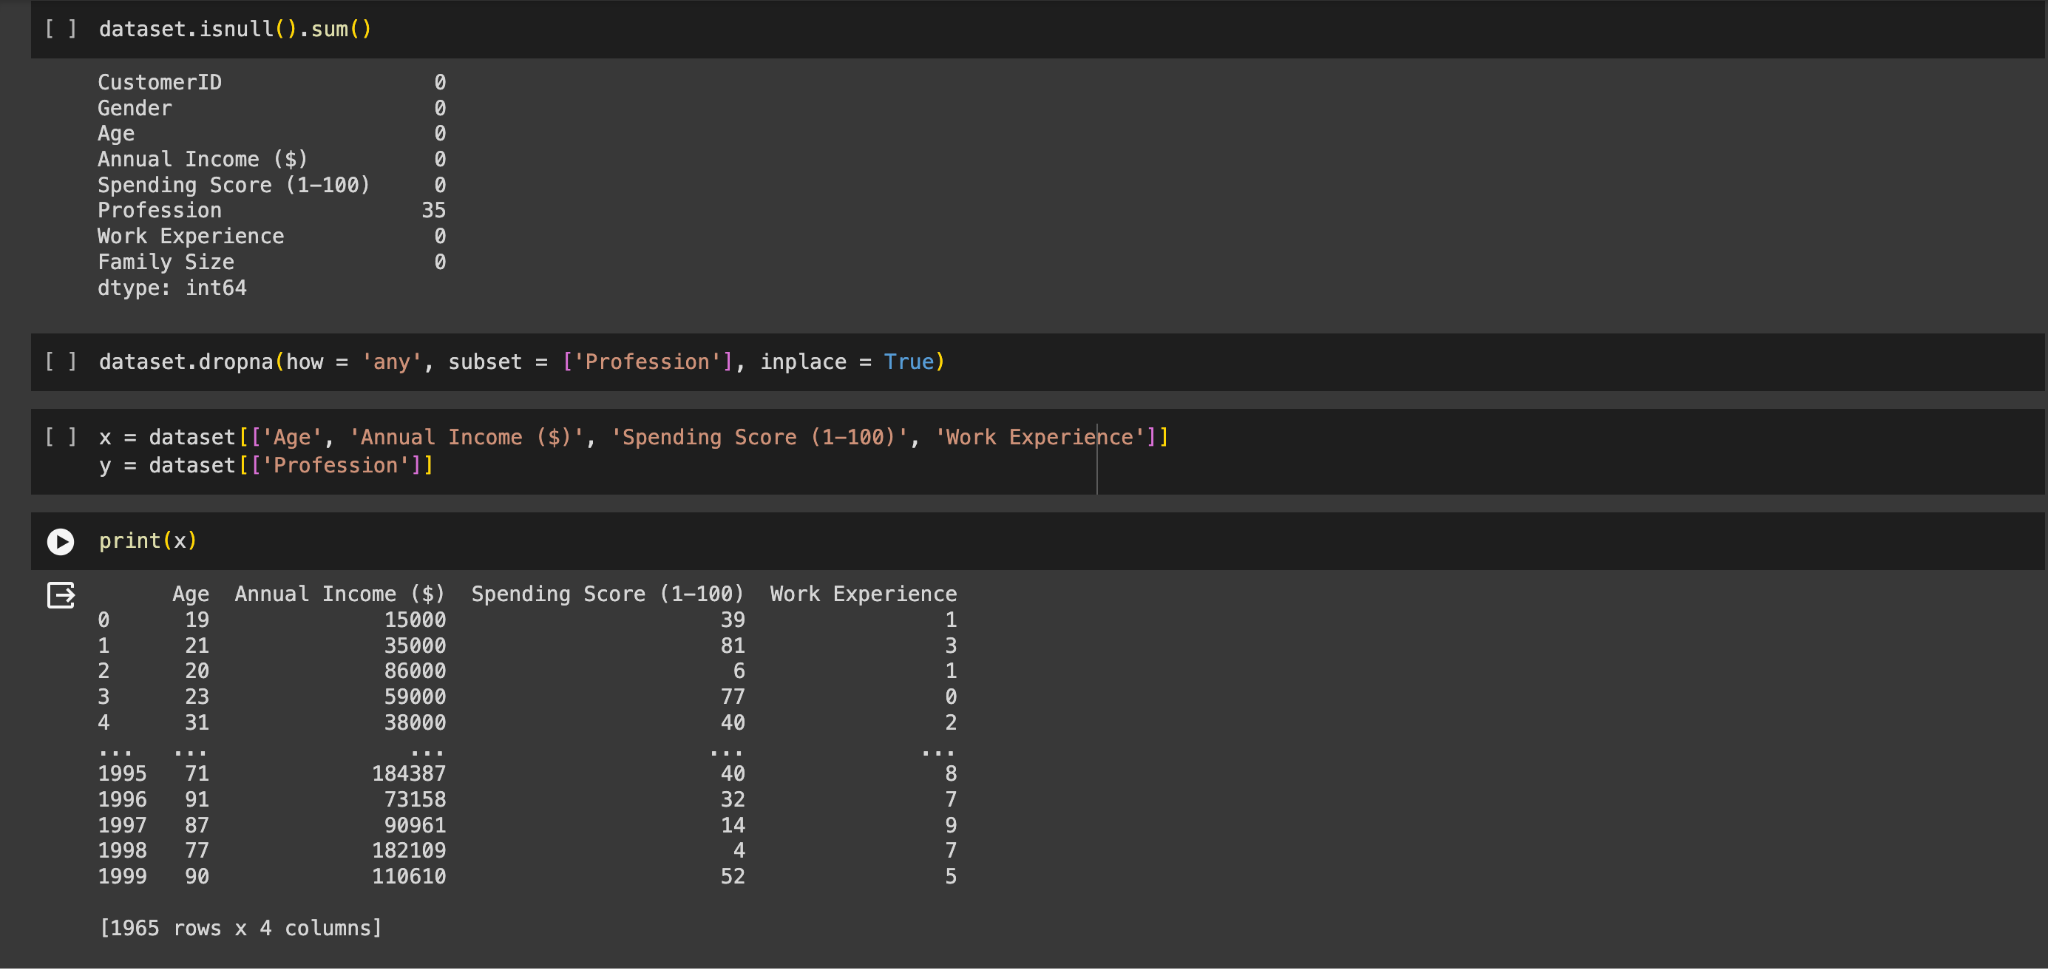 [ ] dataset.isnull().sum()
CustomerID 0
Gender 0
Age 0
Annual Income ($) 0
Spending Score (1-100) 0
Profession 35
Work Experience 0
Family Size 0
dtype: int64
[ ] dataset.dropna(how = 'any', subset = ['Profession'], inplace = True)
[ ] x = dataset[['Age', 'Annual Income ($)', 'Spending Score (1-100)', 'Work Experience']]
y = dataset[['Profession']]
print(x)
Age Annual Income ($) Spending Score (1-100) Work Experience
0 19 15000 39 1
1 21 35000 81 3
2 20 86000 6 1
3 23 59000 77 0
4 31 38000 40 2
... ... ... ... ...
1995 71 184387 40 8
1996 91 73158 32 7
1997 87 90961 14 9
1998 77 182109 4 7
1999 90 110610 52 5
[1965 rows x 4 columns]